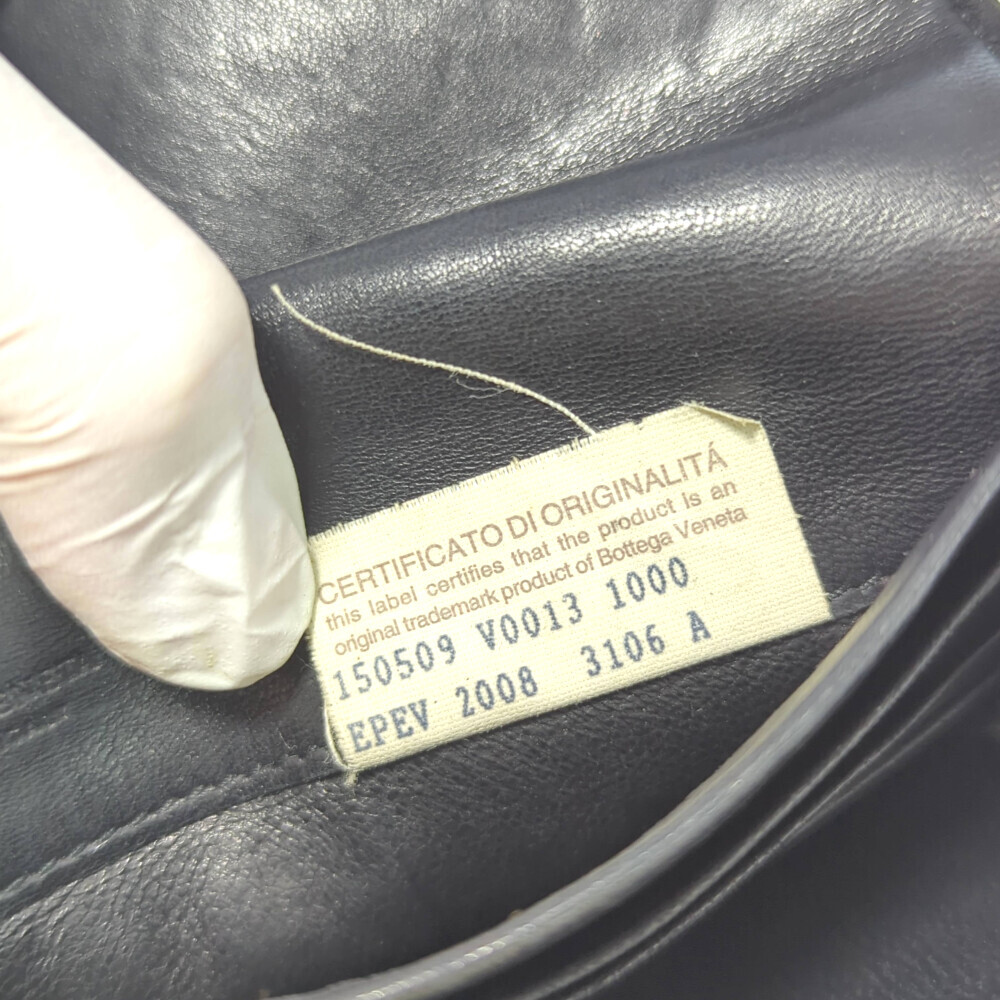 CERTIFICATO DI ORIGINALITÁ
this label certifies that the product is an
original trademark product of Bottega Veneta
150509 V0013 1000
EPEV 2008 3106 A